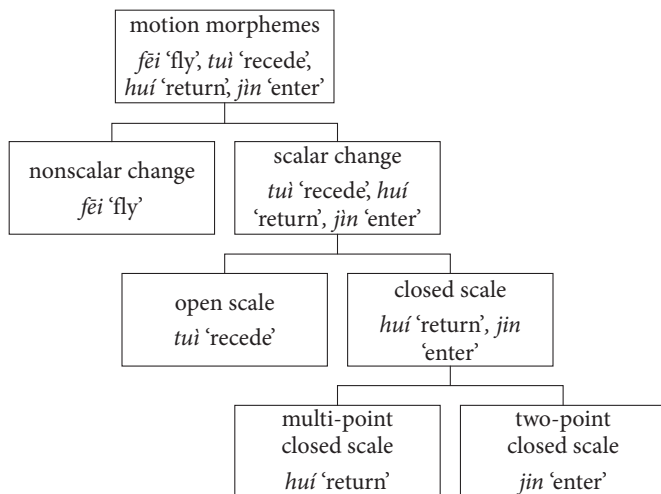 motion morphemes
fēi ‘fly’, tuì ‘recede’,
huí ‘return’, jìn ‘enter’
nonscalar change
fēi ‘fly’
scalar change
tuì ‘recede’, huí
‘return’, jìn ‘enter’
open scale
tuì ‘recede’
closed scale
huí ‘return’, jin
‘enter’
multi-point
closed scale
huí ‘return’
two-point
closed scale
jin ‘enter’